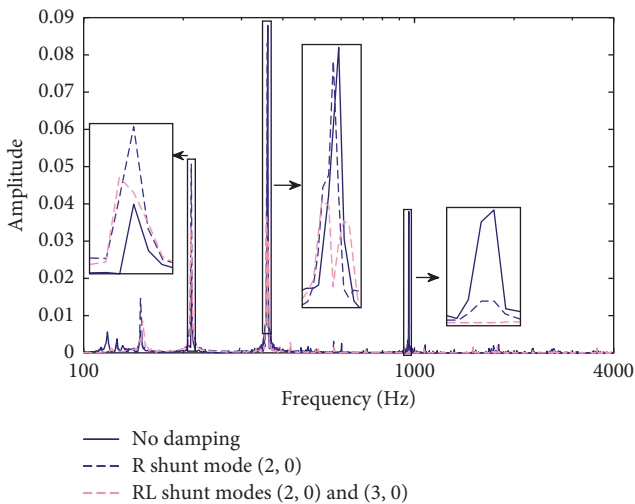 0.09
0.08
0.07
0.06
0.05
0.04
0.03
0.02
0.01
0
Amplitude
100
1000
4000
Frequency (Hz)
No damping
R shunt mode (2, 0)
RL shunt modes (2, 0) and (3, 0)